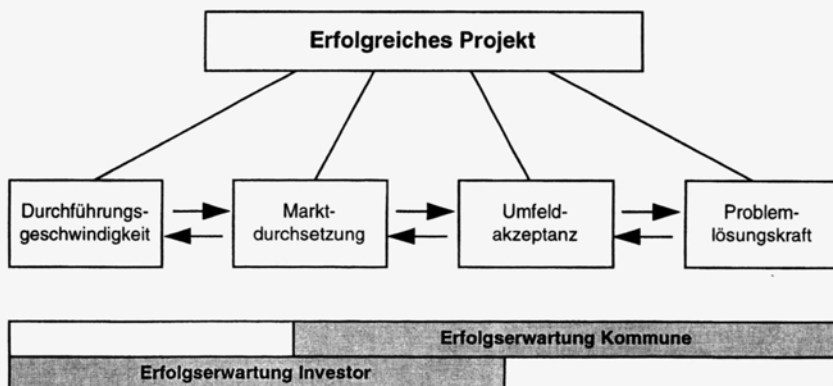 Erfolgreiches Projekt
Durchführungs-
geschwindigkeit
Markt-
durchsetzung
Umfeld-
akzeptanz
Problem-
lösungskraft
Erfolgserwartung Kommune
Erfolgserwartung Investor